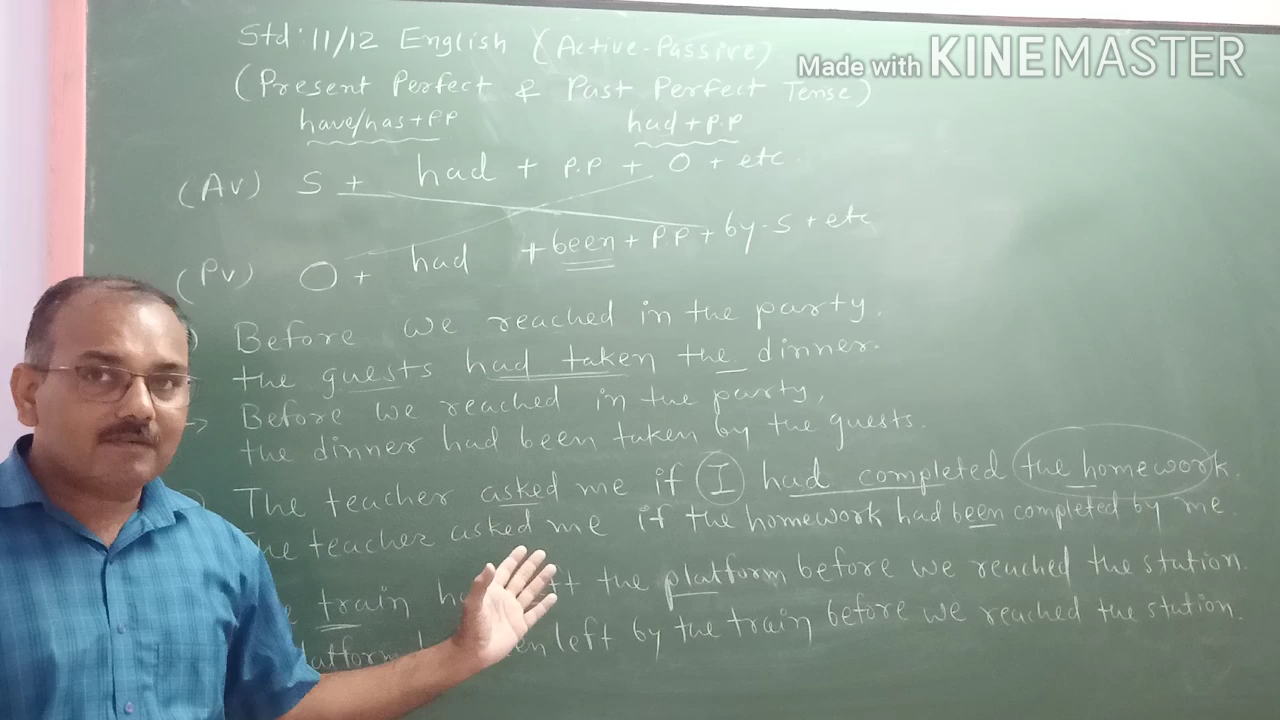 Std: 11/12 English (Active-Passive)
Made with KINEMASTER
(Present Perfect & Past Perfect Tense)
have/has+PP had+P.P
(AV) S + had + P.P + O + etc.
(PV) O + had + been + P.P + by-S + etc
Before we reached in the party,
the guests had taken the dinner.
→ Before we reached in the party,
the dinner had been taken by the guests.
The teacher asked me if I had completed the homework.
teacher asked me if the homework had been completed by me.
train the platform before we reached the station.
left by the train before we reached the station.